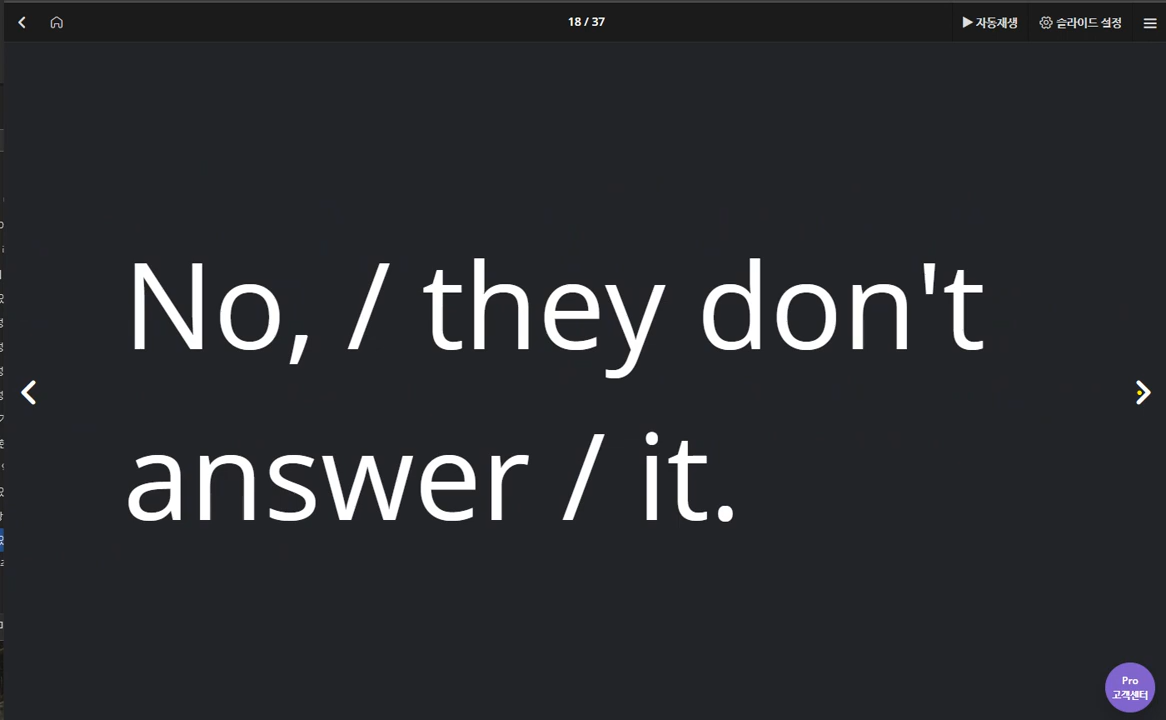 18 / 37
▶ 자동재생
슬라이드 설정
No, / they don't
answer / it.
Pro
고객센터